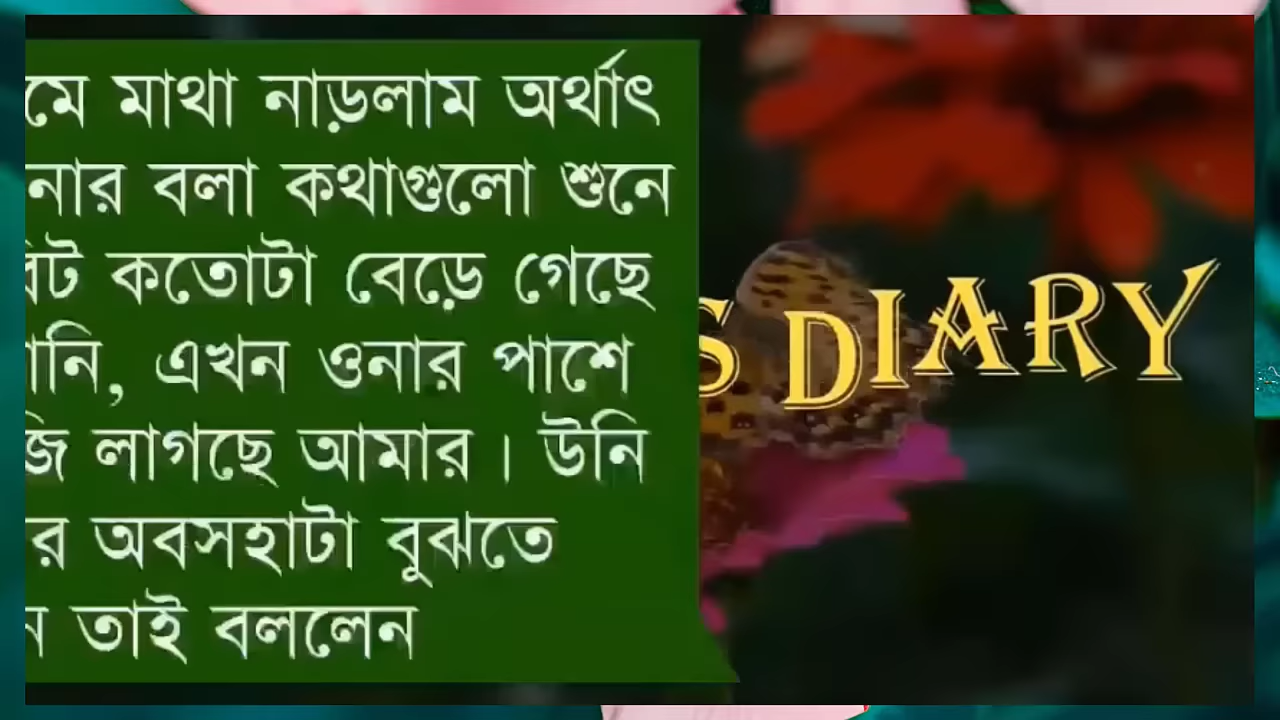 মাথা নাড়লাম অর্থাৎ
বলা কথাগুলো শুনে
কতোটা বেড়ে গেছে
এখন ওনার পাশে
লাগছে আমার । উনি
অবসহাটা বুঝতে
তাই বললেন
DIARY